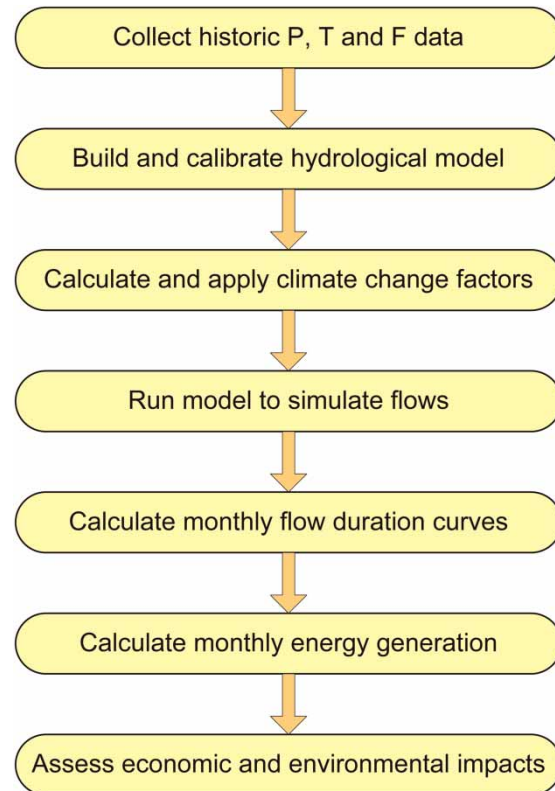 Collect historic P, T and F data
Build and calibrate hydrological model
Calculate and apply climate change factors
Run model to simulate flows
Calculate monthly flow duration curves
Calculate monthly energy generation
Assess economic and environmental impacts